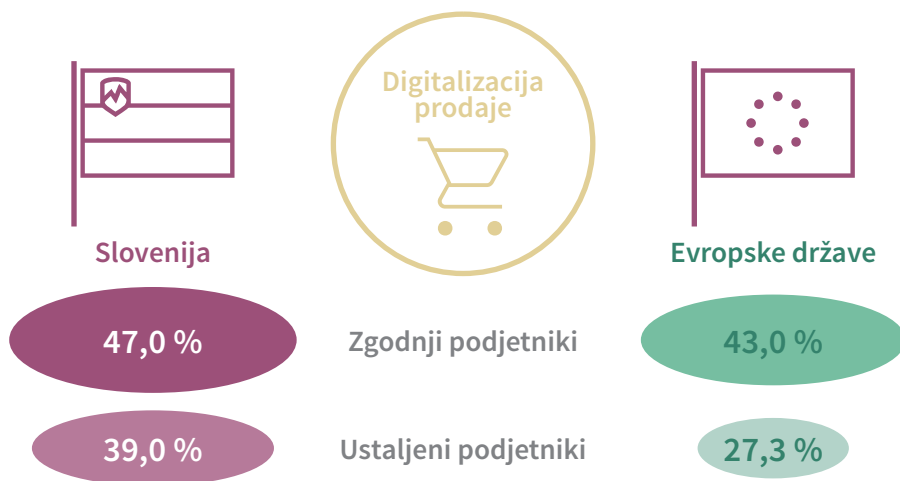 Digitalizacija
prodaje
Slovenija
Evropske države
47,0 %
Zgodnji podjetniki
43,0 %
39,0 %
Ustaljeni podjetniki
27,3 %